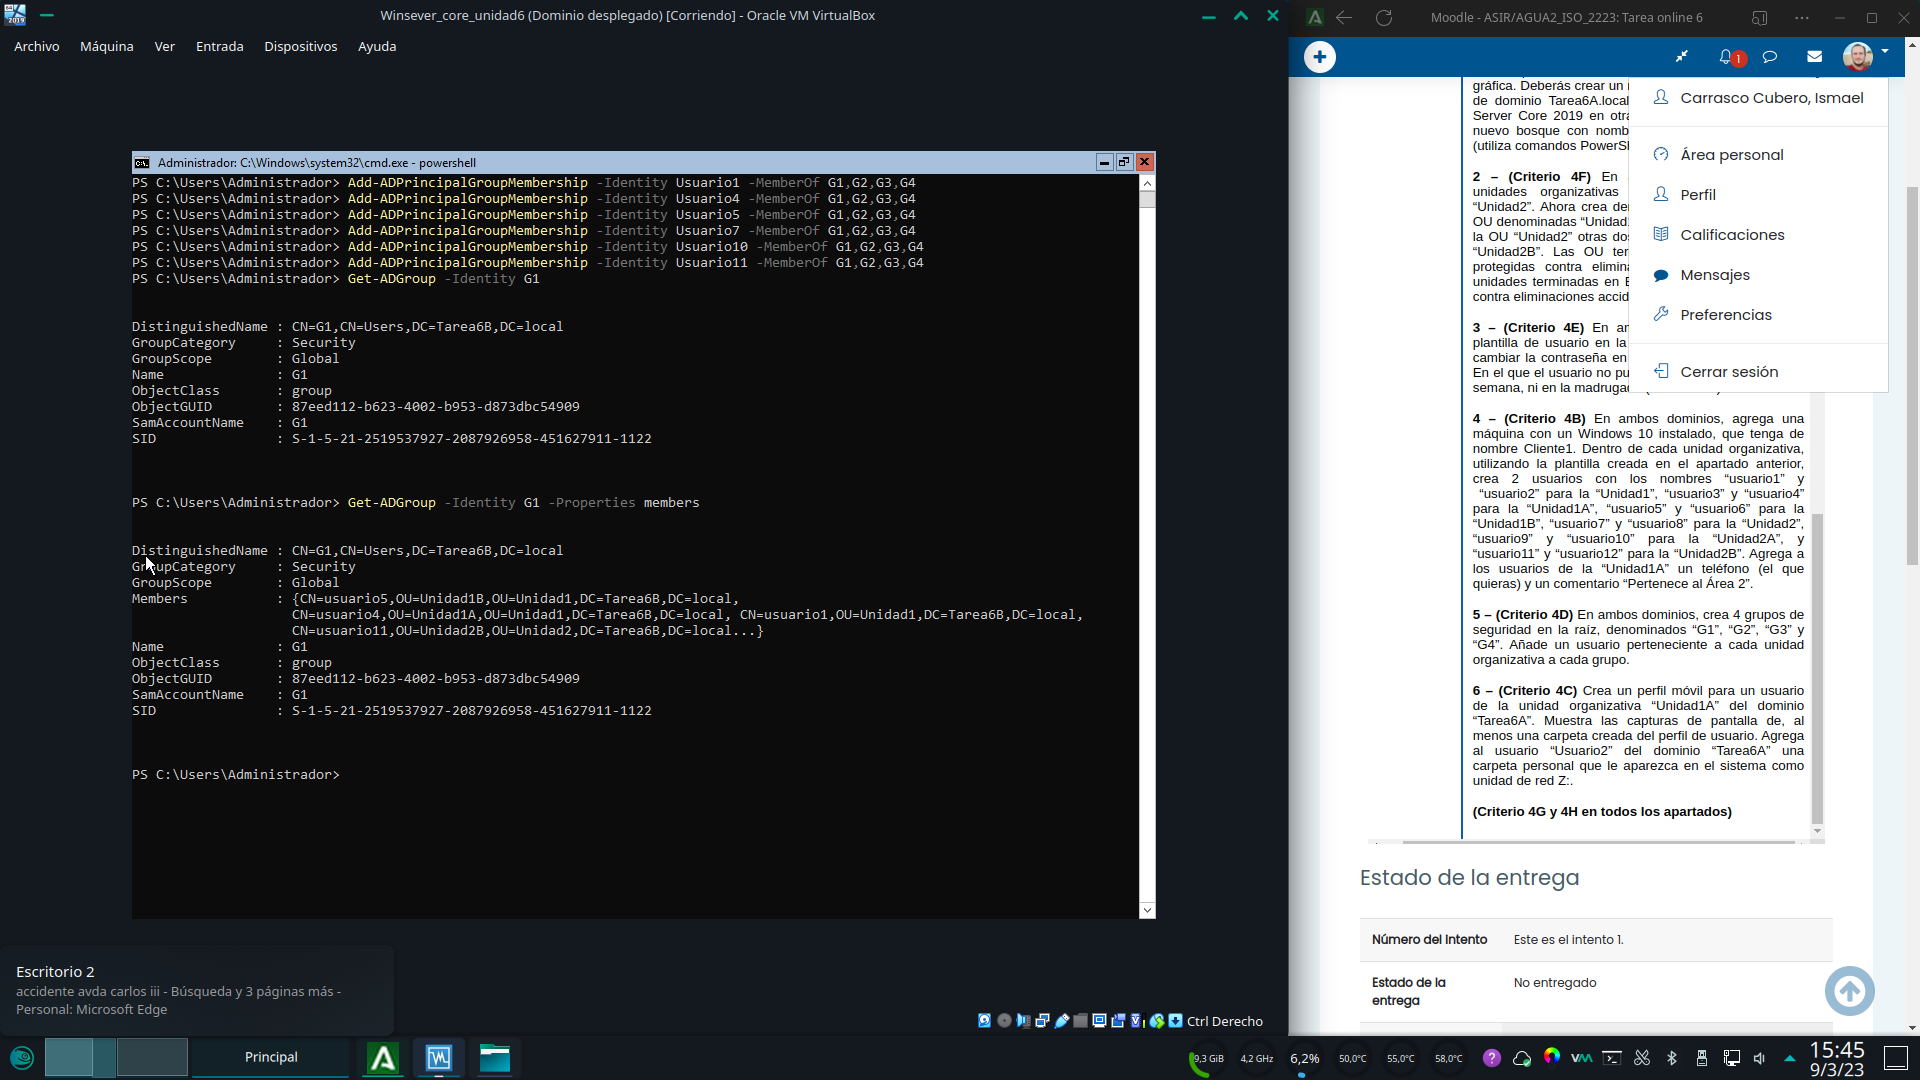 Winsever_core_unidad6 (Dominio desplegado) [Corriendo] - Oracle VM VirtualBox
Archivo Máquina Ver Entrada Dispositivos Ayuda
Administrador: C:\Windows\system32\cmd.exe - powershell
PS C:\Users\Administrador> Add-ADPrincipalGroupMembership -Identity Usuario1 -MemberOf G1,G2,G3,G4
PS C:\Users\Administrador> Add-ADPrincipalGroupMembership -Identity Usuario4 -MemberOf G1,G2,G3,G4
PS C:\Users\Administrador> Add-ADPrincipalGroupMembership -Identity Usuario5 -MemberOf G1,G2,G3,G4
PS C:\Users\Administrador> Add-ADPrincipalGroupMembership -Identity Usuario7 -MemberOf G1,G2,G3,G4
PS C:\Users\Administrador> Add-ADPrincipalGroupMembership -Identity Usuario10 -MemberOf G1,G2,G3,G4
PS C:\Users\Administrador> Add-ADPrincipalGroupMembership -Identity Usuario11 -MemberOf G1,G2,G3,G4
PS C:\Users\Administrador> Get-ADGroup -Identity G1
DistinguishedName : CN=G1,CN=Users,DC=Tarea6B,DC=local
GroupCategory : Security
GroupScope : Global
Name : G1
ObjectClass : group
ObjectGUID : 87eed112-b623-4002-b953-d873dbc54909
SamAccountName : G1
SID : S-1-5-21-2519537927-2087926958-451627911-1122
PS C:\Users\Administrador> Get-ADGroup -Identity G1 -Properties members
DistinguishedName : CN=G1,CN=Users,DC=Tarea6B,DC=local
GroupCategory : Security
GroupScope : Global
Members : {CN=usuario5,OU=Unidad1B,OU=Unidad1,DC=Tarea6B,DC=local,
CN=usuario4,OU=Unidad1A,OU=Unidad1,DC=Tarea6B,DC=local, CN=usuario1,OU=Unidad1,DC=Tarea6B,DC=local,
CN=usuario11,OU=Unidad2B,OU=Unidad2,DC=Tarea6B,DC=local...}
Name : G1
ObjectClass : group
ObjectGUID : 87eed112-b623-4002-b953-d873dbc54909
SamAccountName : G1
SID : S-1-5-21-2519537927-2087926958-451627911-1122
PS C:\Users\Administrador>
Escritorio 2
accidente avda carlos iii - Búsqueda y 3 páginas más -
Personal: Microsoft Edge
Ctrl Derecho
Moodle - ASIR/AGUA2_ISO_2223: Tarea online 6
1
Carrasco Cubero, Ismael
Área personal
Perfil
Calificaciones
Mensajes
Preferencias
Cerrar sesión
gráfica. Deberás crear un
de dominio Tarea6A.local
Server Core 2019 en otra
nuevo bosque con nomb
(utiliza comandos PowerSh
2 – (Criterio 4F) En
unidades organizativas
“Unidad2”. Ahora crea de
OU denominadas “Unidad
la OU “Unidad2” otras do
“Unidad2B”. Las OU ter
protegidas contra elimina
unidades terminadas en B
contra eliminaciones accid
3 – (Criterio 4E) En am
plantilla de usuario en la
cambiar la contraseña en
En el que el usuario no pu
semana, ni en la madrugad
4 – (Criterio 4B) En ambos dominios, agrega una
máquina con un Windows 10 instalado, que tenga de
nombre Cliente1. Dentro de cada unidad organizativa,
utilizando la plantilla creada en el apartado anterior,
crea 2 usuarios con los nombres “usuario1” y
“usuario2” para la “Unidad1”, “usuario3” y “usuario4”
para la “Unidad1A”, “usuario5” y “usuario6” para la
“Unidad1B”, “usuario7” y “usuario8” para la “Unidad2”,
“usuario9” y “usuario10” para la “Unidad2A”, y
“usuario11” y “usuario12” para la “Unidad2B”. Agrega a
los usuarios de la “Unidad1A” un teléfono (el que
quieras) y un comentario “Pertenece al Área 2”.
5 – (Criterio 4D) En ambos dominios, crea 4 grupos de
seguridad en la raíz, denominados “G1”, “G2”, “G3” y
“G4”. Añade un usuario perteneciente a cada unidad
organizativa a cada grupo.
6 – (Criterio 4C) Crea un perfil móvil para un usuario
de la unidad organizativa “Unidad1A” del dominio
“Tarea6A”. Muestra las capturas de pantalla de, al
menos una carpeta creada del perfil de usuario. Agrega
al usuario “Usuario2” del dominio “Tarea6A” una
carpeta personal que le aparezca en el sistema como
unidad de red Z:.
(Criterio 4G y 4H en todos los apartados)
Estado de la entrega
Número del intento Este es el intento 1.
Estado de la entrega No entregado
Principal
9,3 GiB 4,2 GHz 6,2% 50,0°C 55,0°C 58,0°C
15:45
9/3/23